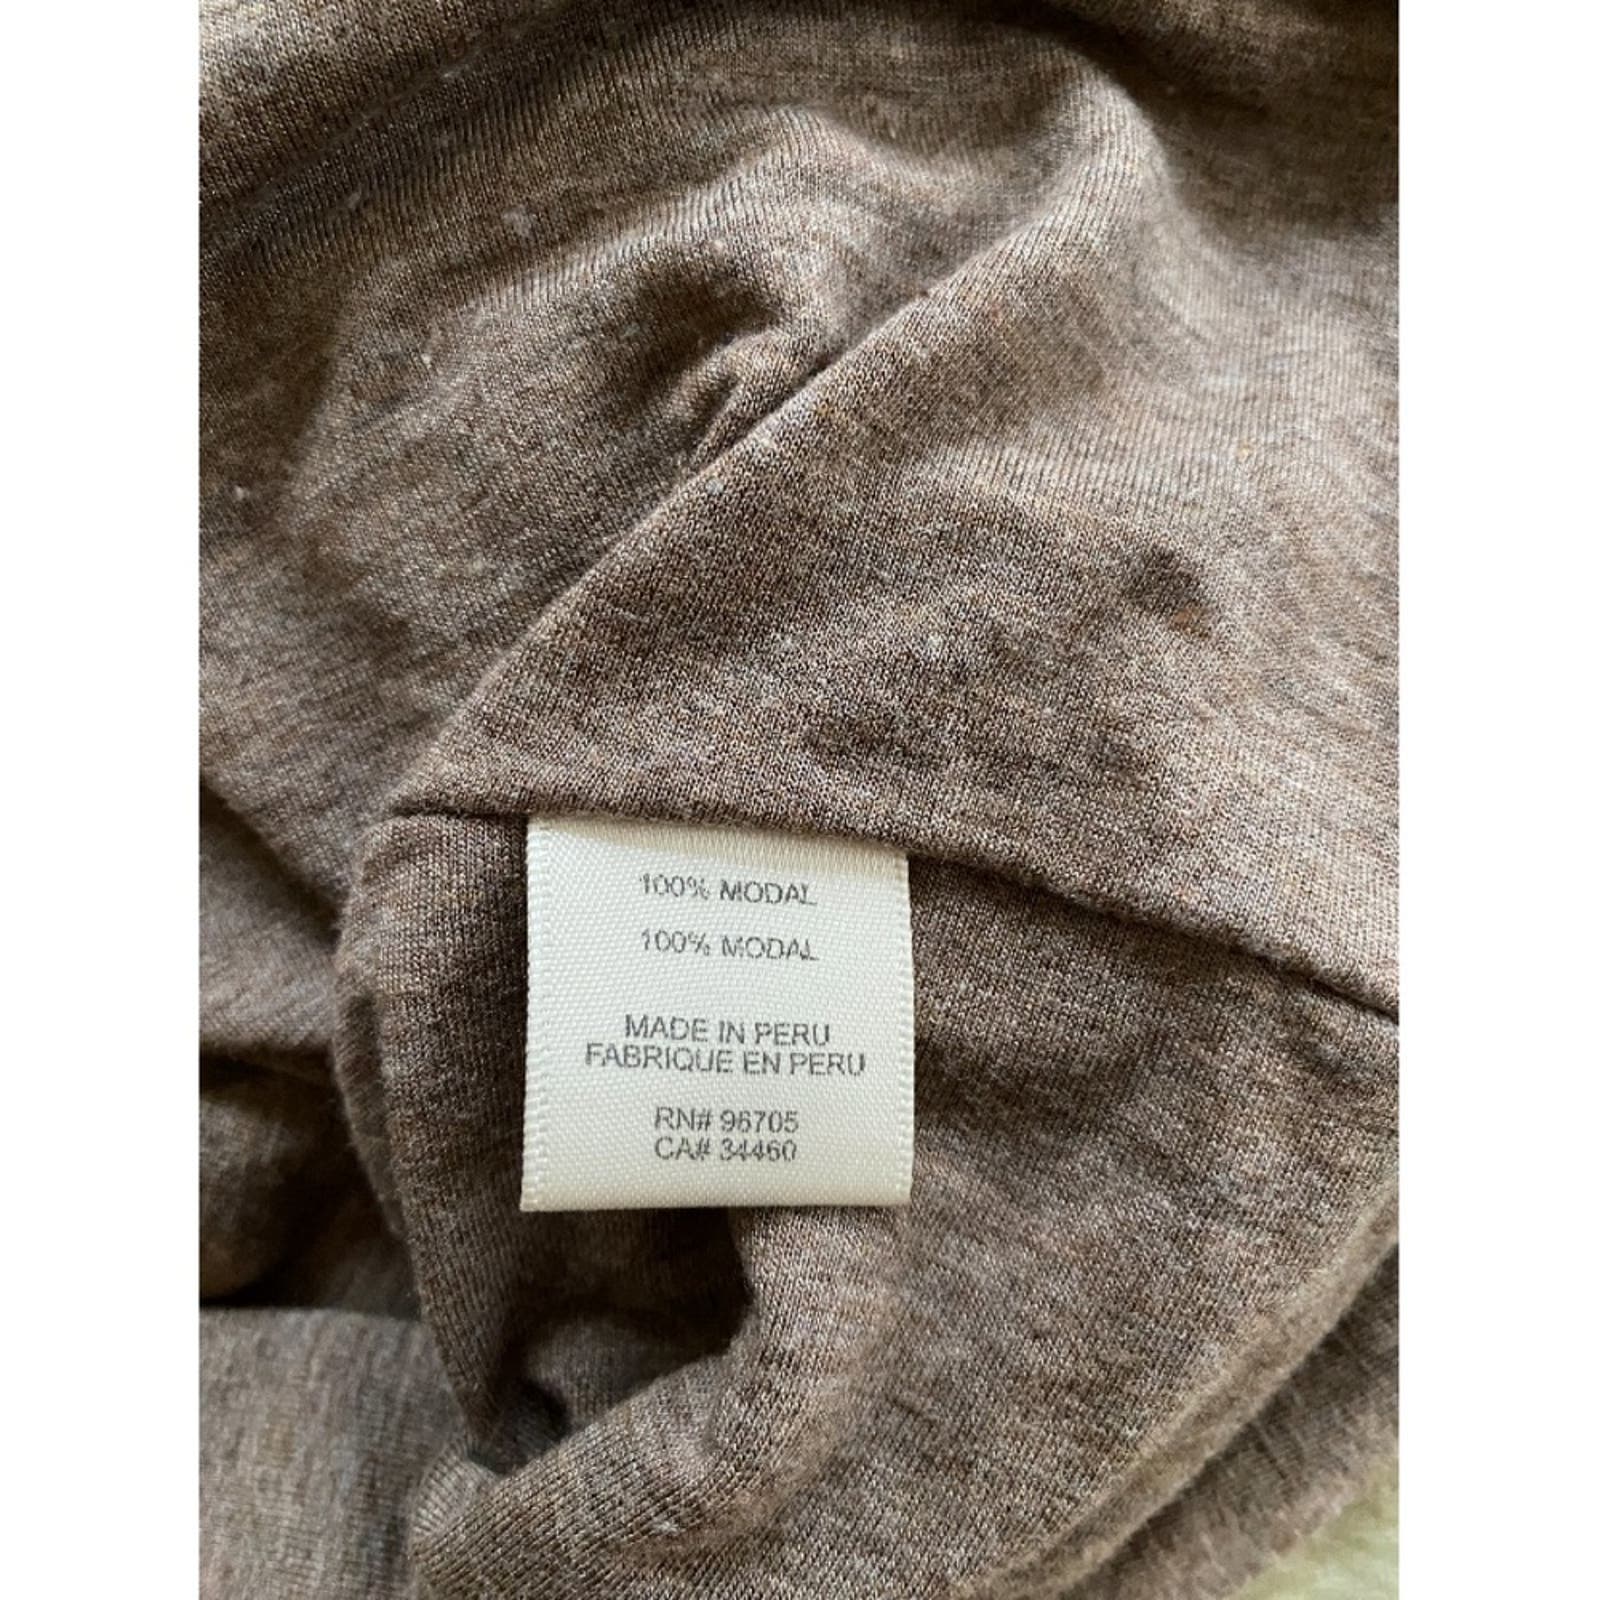 100% MODAL
100% MODAL
MADE IN PERU
FABRIQUE EN PERU
RN# 96705
CA# 34460